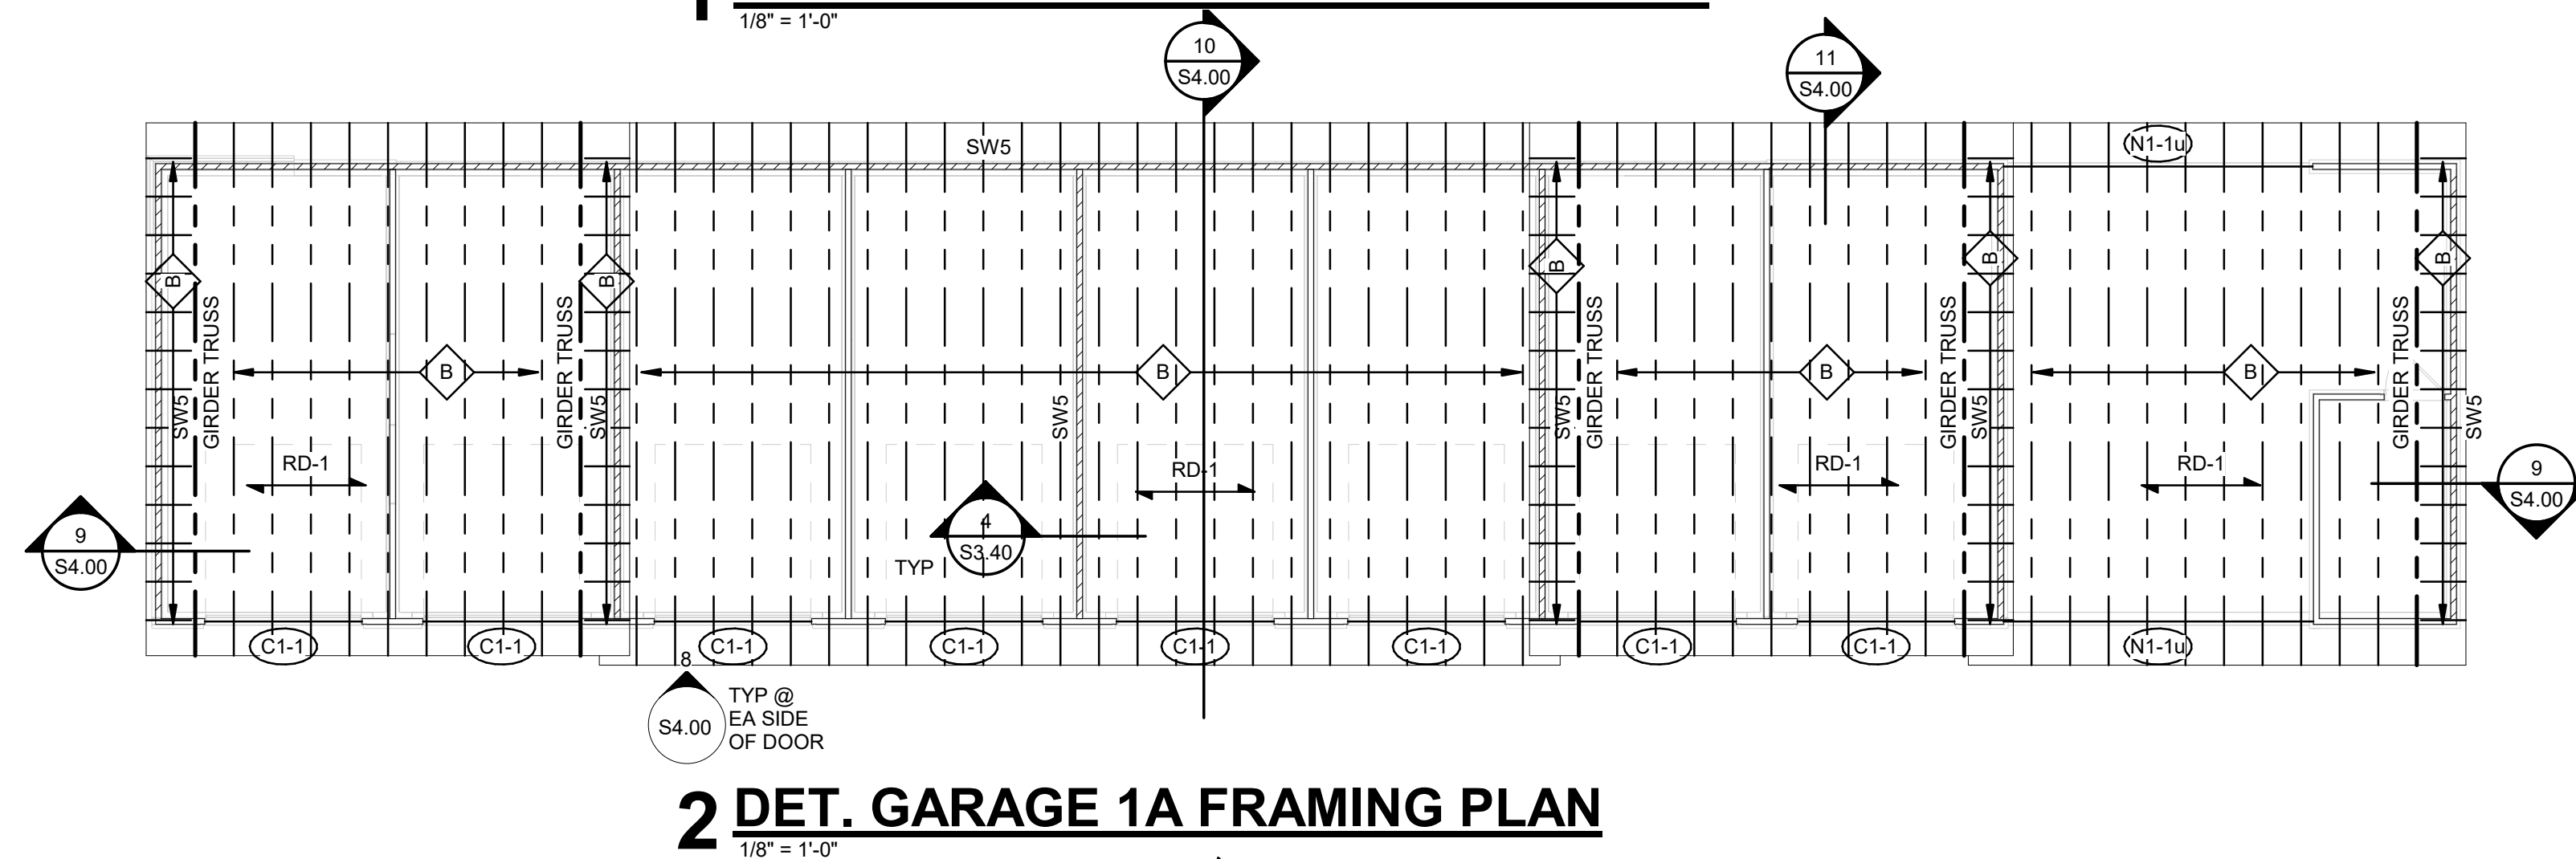 1/8" = 1'-0"
10
S4.00
11
S4.00
SW5
N1-1u
B
B
B
B
B
GIRDER TRUSS
GIRDER TRUSS
GIRDER TRUSS
GIRDER TRUSS
GIRDER TRUSS
B
B
B
B
SW5
SW5
SW5
SW5
SW5
SW5
RD-1
RD-1
RD-1
RD-1
9
S4.00
4
S3.40
TYP
9
S4.00
C1-1
C1-1
C1-1
C1-1
C1-1
C1-1
C1-1
C1-1
N1-1u
8
S4.00
TYP @
EA SIDE
OF DOOR
2 DET. GARAGE 1A FRAMING PLAN
1/8" = 1'-0"